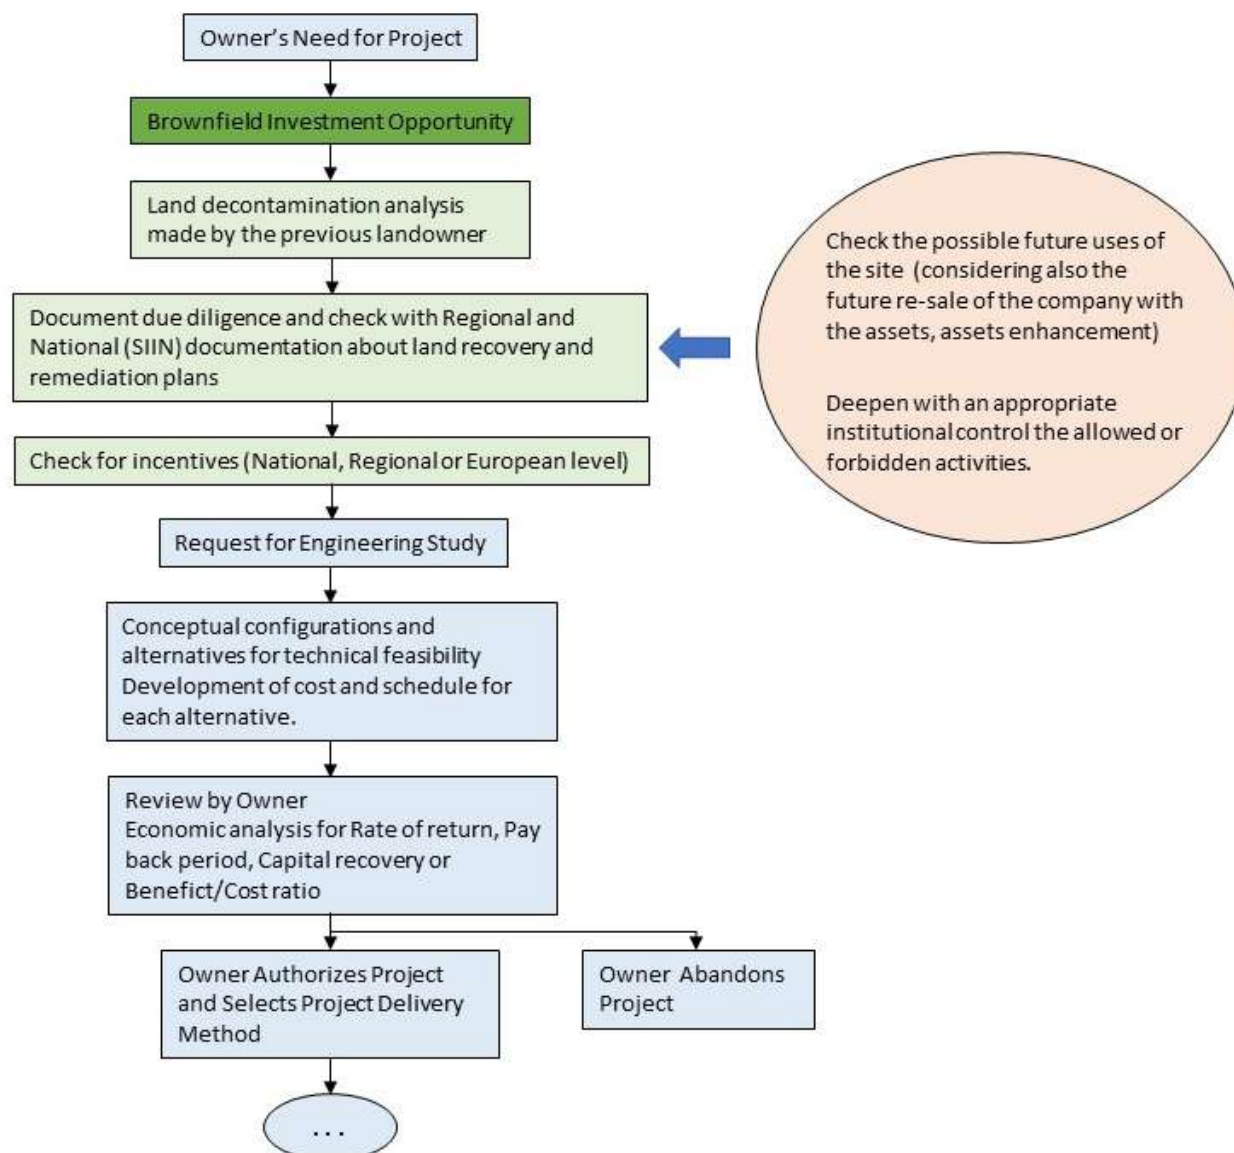 Owner's Need for Project
Brownfield Investment Opportunity
Land decontamination analysis
made by the previous landowner
Document due diligence and check with Regional and
National (SIIN) documentation about land recovery and
remediation plans
Check the possible future uses of
the site (considering also the
future re-sale of the company with
the assets, assets enhancement)
Deepen with an appropriate
institutional control the allowed or
forbidden activities.
Check for incentives (National, Regional or European level)
Request for Engineering Study
Conceptual configurations and
alternatives for technical feasibility
Development of cost and schedule for
each alternative.
Review by Owner
Economic analysis for Rate of return, Pay
back period, Capital recovery or
Benefict/Cost ratio
Owner Authorizes Project
and Selects Project Delivery
Method
Owner Abandons
Project
...